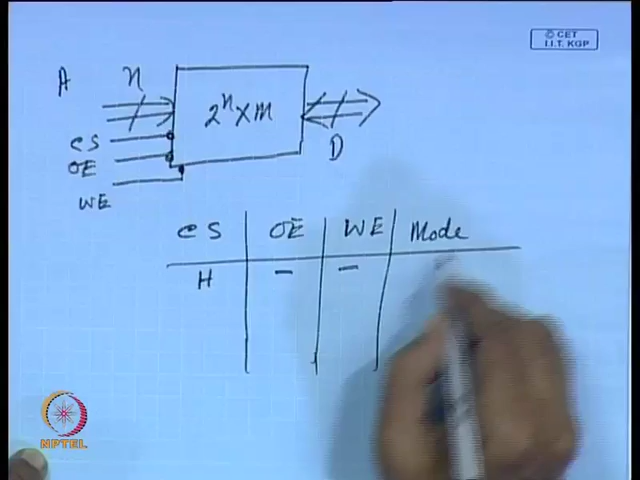 © CET
I.I.T. KGP
A n 2ⁿ×m
D
CS
OE
WE
CS OE WE Mode
H – –
NPTEL